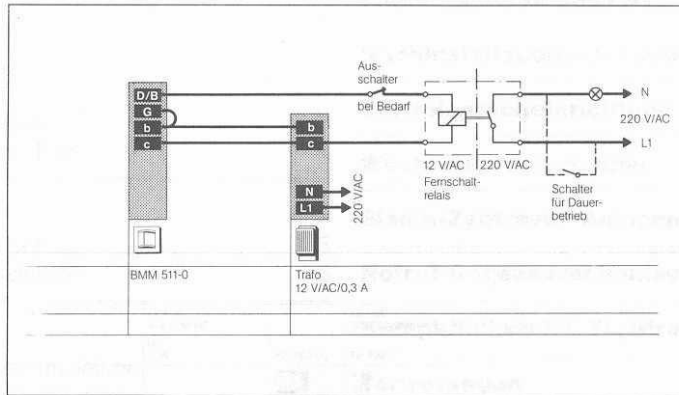 Aus-
schalter
bei Bedarf
D/B
G
b
c
b
c
N
L1
220 V/AC
12 V/AC
220 V/AC
Fernschalt-
relais
N
220 V/AC
L1
Schalter
für Dauer-
betrieb
BMM 511-0
Trafo
12 V/AC/0,3 A